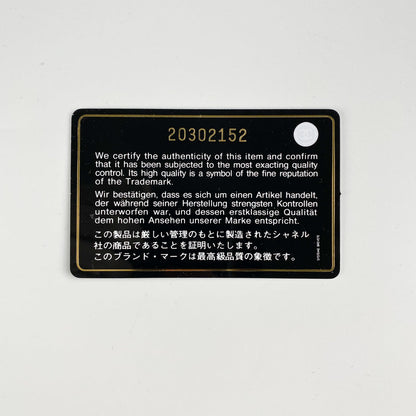 20302152
We certify the authenticity of this item and confirm
that it has been subjected to the most exacting quality
control. Its high quality is a symbol of the fine reputation
of the Trademark.
Wir bestätigen, dass es sich um einen Artikel handelt,
der während seiner Herstellung strengsten Kontrollen
unterworfen war, und dessen erstklassige Qualität
dem hohen Ansehen unserer Marke entspricht.
この製品は厳しい管理のもとに製造されたシャネル
社の商品であることを証明いたします。
このブランド・マークは最高級品質の象徴です。